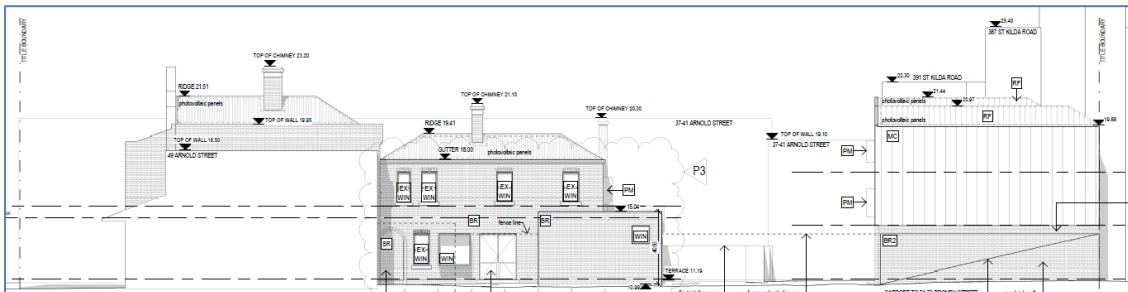 TITLE BOUNDARY
TOP OF CHIMNEY 23.20
RIDGE 21.51
photovoltaic panels
TOP OF WALL 19.95
TOP OF WALL 18.50
49 ARNOLD STREET
TOP OF CHIMNEY 21.10
RIDGE 19.41
GUTTER 18.00
photovoltaic panels
TOP OF CHIMNEY 20.30
37-41 ARNOLD STREET
TOP OF WALL 19.10
37-41 ARNOLD STREET
P3
EX
WIN
EX
WIN
EX
WIN
EX
WIN
PM
15.04
BR
fence line
BR
BR
EX
WIN
WIN
WIN
4050
TERRACE 11.19
10.99
25.40
387 ST KILDA ROAD
22.30
391 ST KILDA ROAD
21.44
RF
photovoltaic panels
20.97
photovoltaic panels
RF
19.88
MC
PM
PM
BR2
TITLE BOUNDARY